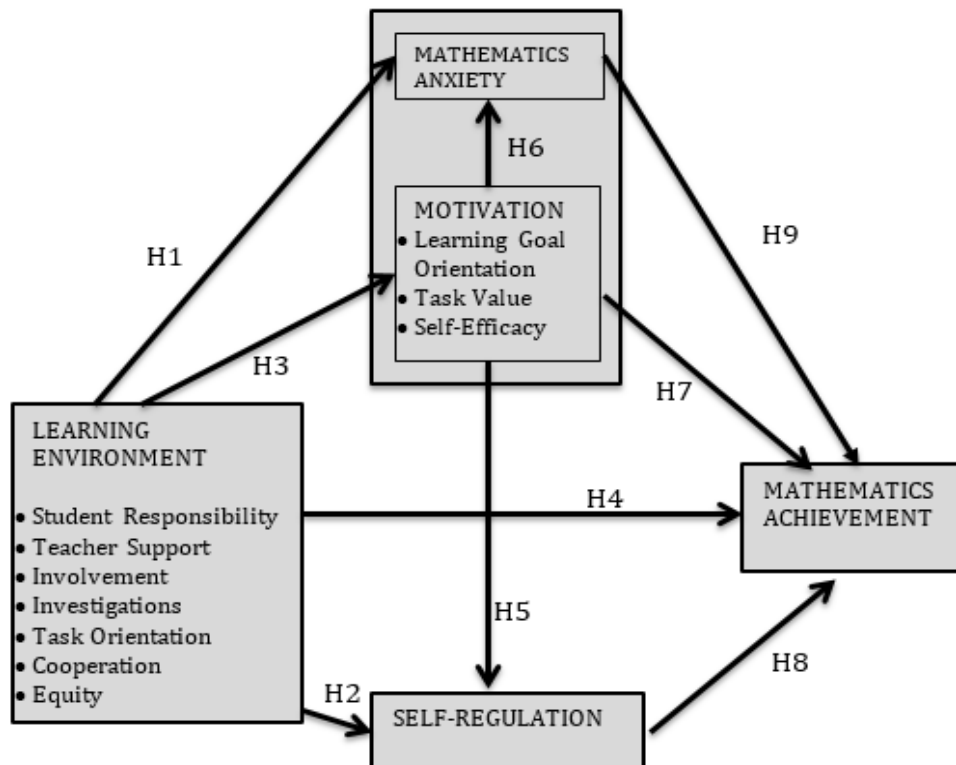 MATHEMATICS
ANXIETY
H6
MOTIVATION
• Learning Goal
Orientation
• Task Value
• Self-Efficacy
H1
H9
H3
H7
LEARNING
ENVIRONMENT
• Student Responsibility
• Teacher Support
• Involvement
• Investigations
• Task Orientation
• Cooperation
• Equity
H4
MATHEMATICS
ACHIEVEMENT
H5
H2
H8
SELF-REGULATION